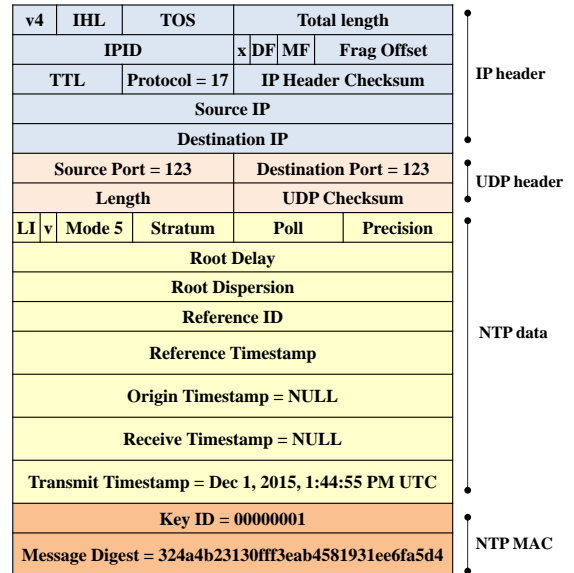 v4 IHL TOS Total length
IPID x DF MF Frag Offset
TTL Protocol = 17 IP Header Checksum
Source IP
Destination IP
IP header
Source Port = 123 Destination Port = 123
Length UDP Checksum
UDP header
LI v Mode 5 Stratum Poll Precision
Root Delay
Root Dispersion
Reference ID
Reference Timestamp
Origin Timestamp = NULL
Receive Timestamp = NULL
Transmit Timestamp = Dec 1, 2015, 1:44:55 PM UTC
NTP data
Key ID = 00000001
Message Digest = 324a4b23130fff3eab4581931ee6fa5d4
NTP MAC